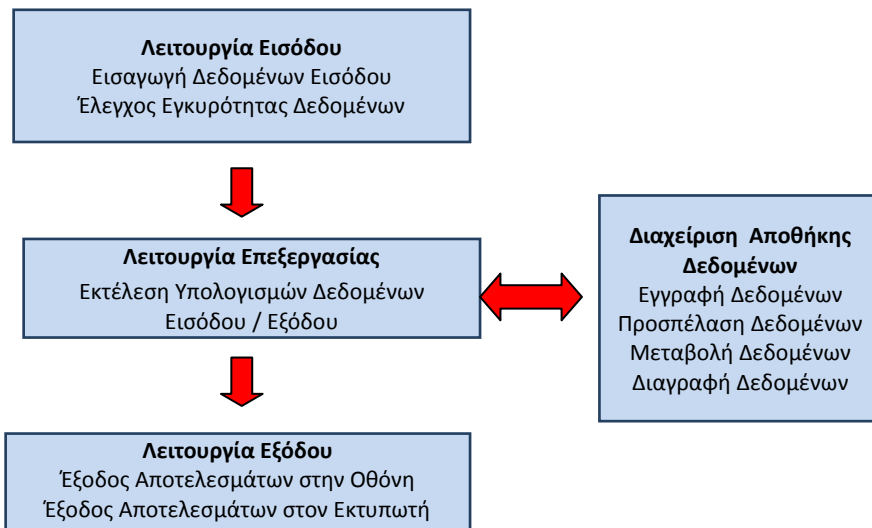 Λειτουργία Εισόδου
Εισαγωγή Δεδομένων Εισόδου
Έλεγχος Εγκυρότητας Δεδομένων
Λειτουργία Επεξεργασίας
Εκτέλεση Υπολογισμών Δεδομένων
Εισόδου / Εξόδου
Διαχείριση Αποθήκης
Δεδομένων
Εγγραφή Δεδομένων
Προσπέλαση Δεδομένων
Μεταβολή Δεδομένων
Διαγραφή Δεδομένων
Λειτουργία Εξόδου
Έξοδος Αποτελεσμάτων στην Οθόνη
Έξοδος Αποτελεσμάτων στον Εκτυπωτή